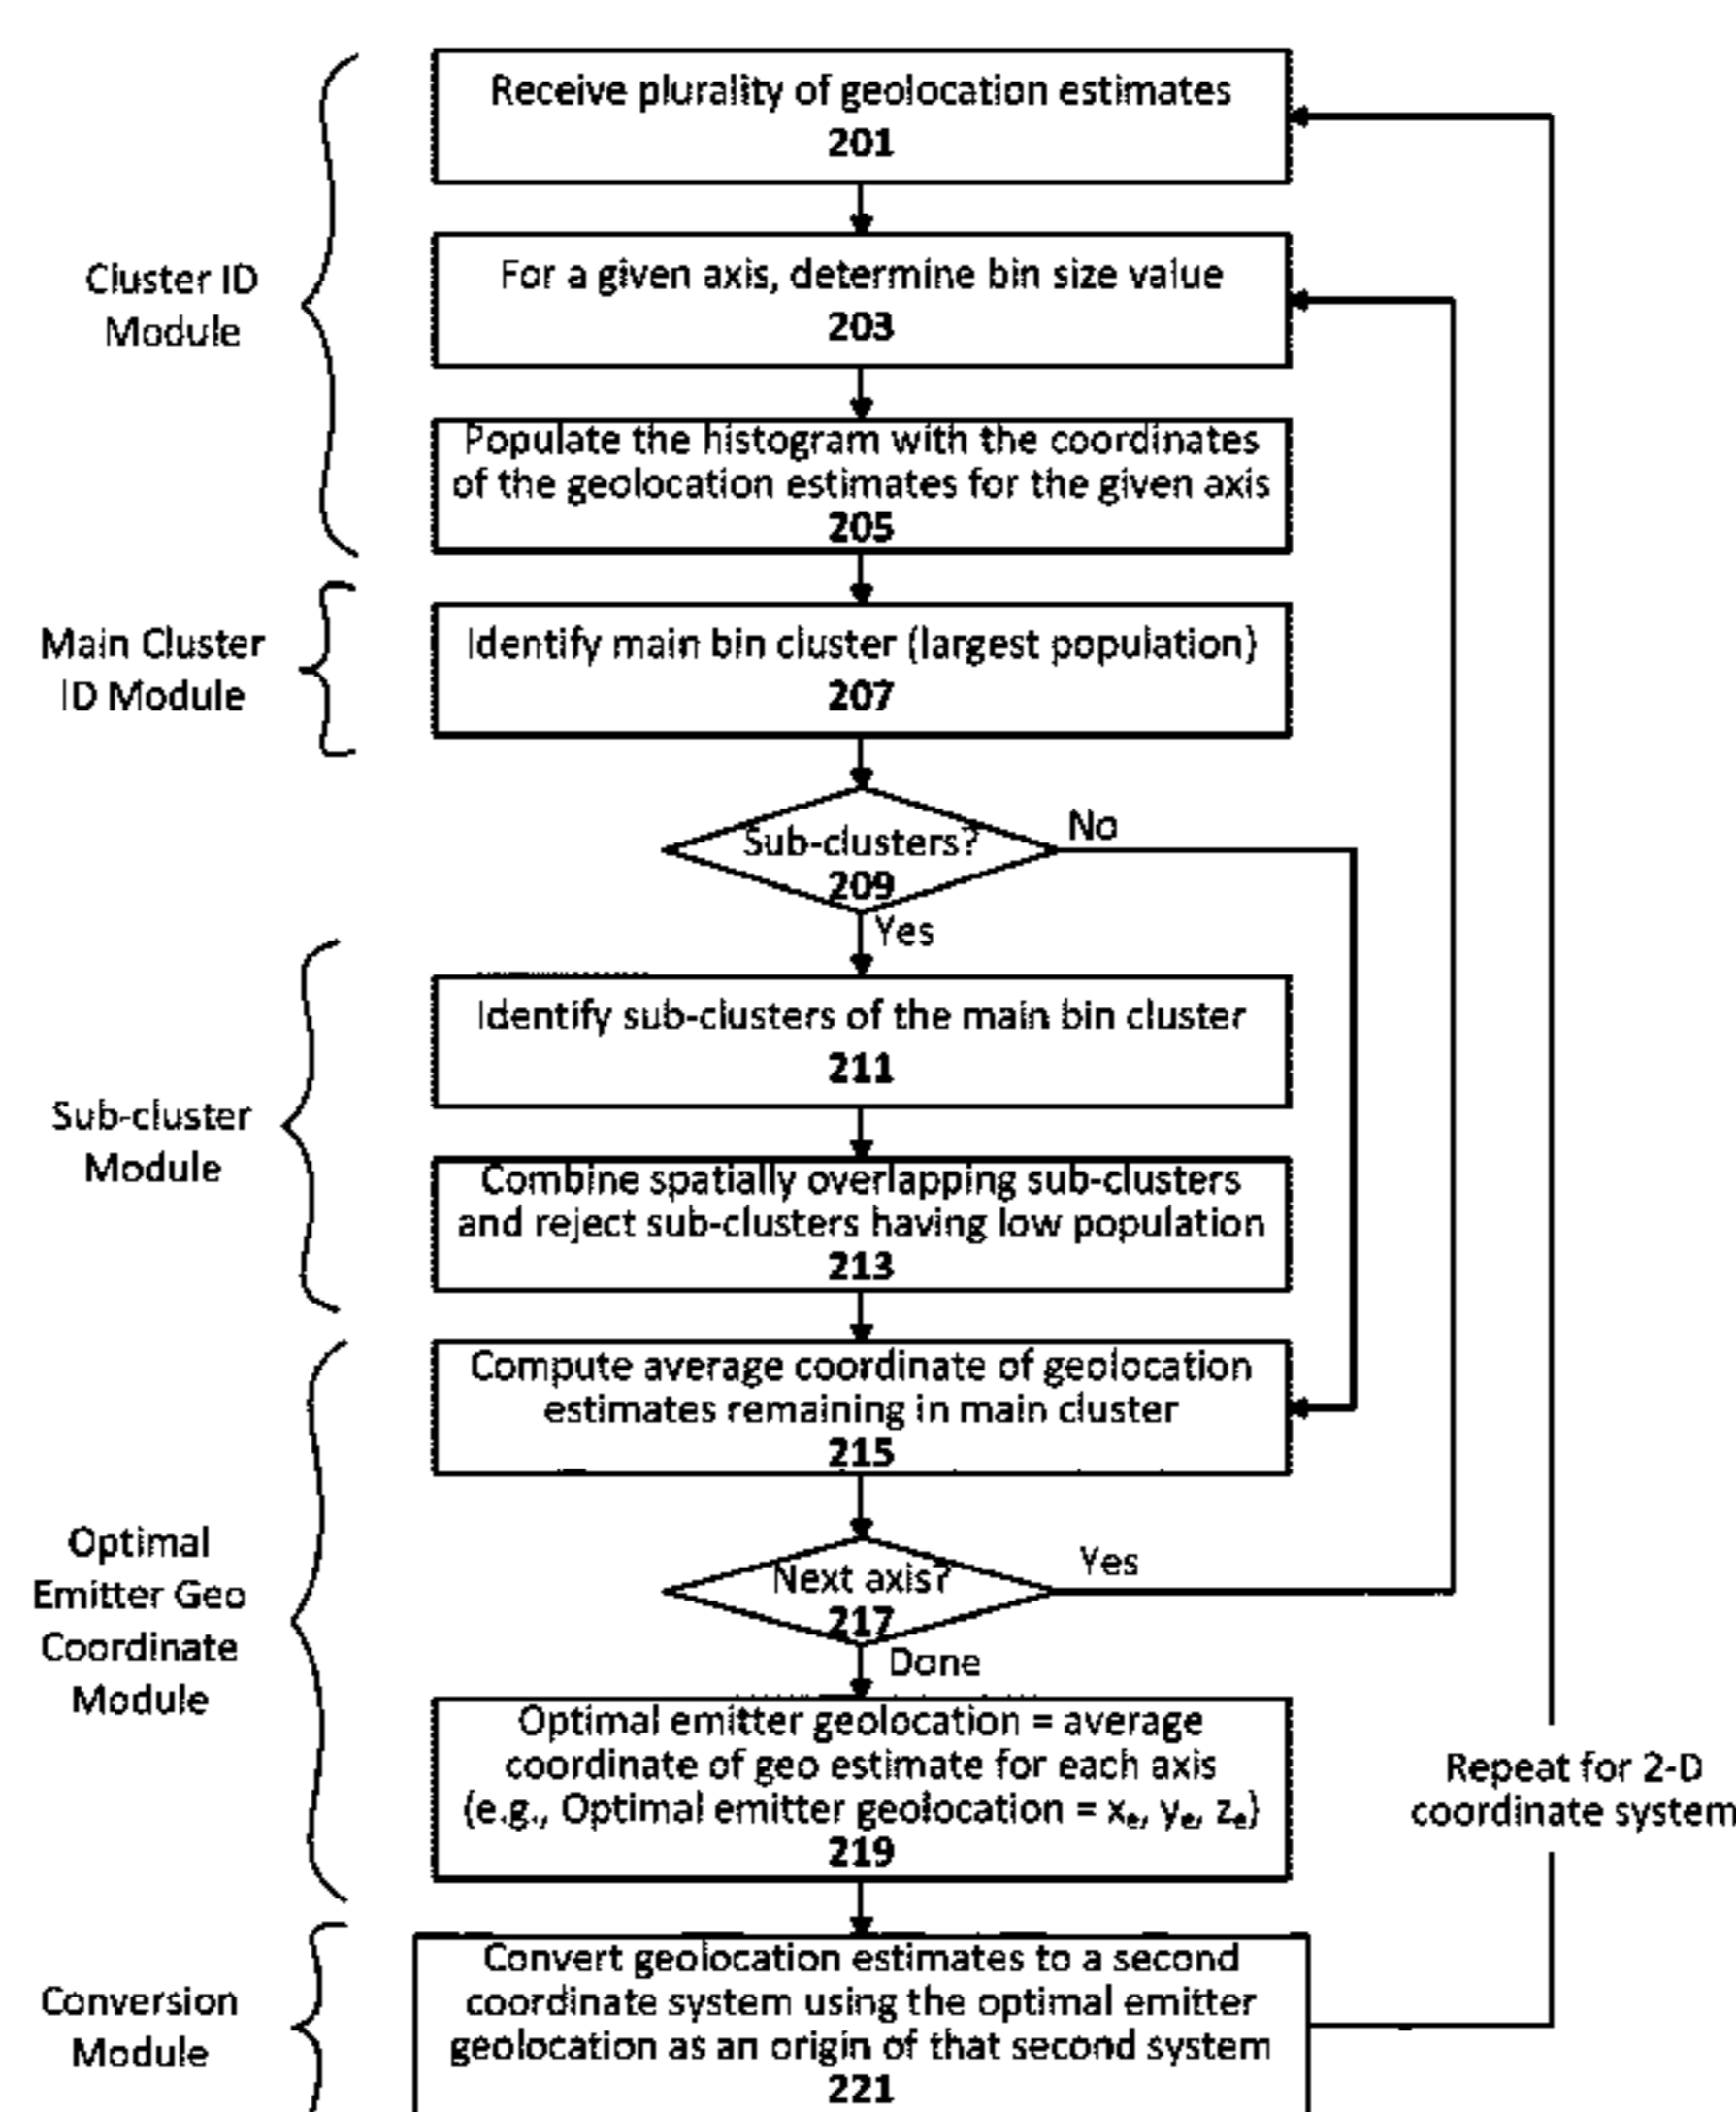 Receive plurality of geolocation estimates
201
For a given axis, determine bin size value
203
Cluster ID
Module
Populate the histogram with the coordinates
of the geolocation estimates for the given axis
205
Main Cluster
ID Module
Identify main bin cluster (largest population)
207
Sub-clusters?
209
No
Yes
Identify sub-clusters of the main bin cluster
211
Sub-cluster
Module
Combine spatially overlapping sub-clusters
and reject sub-clusters having low population
213
Compute average coordinate of geolocation
estimates remaining in main cluster
215
Optimal
Emitter Geo
Coordinate
Module
Next axis?
217
Yes
Done
Optimal emitter geolocation = average
coordinate of geo estimate for each axis
(e.g., Optimal emitter geolocation = xₑ, yₑ, zₑ)
219
Repeat for 2-D
coordinate system
Conversion
Module
Convert geolocation estimates to a second
coordinate system using the optimal emitter
geolocation as an origin of that second system
221